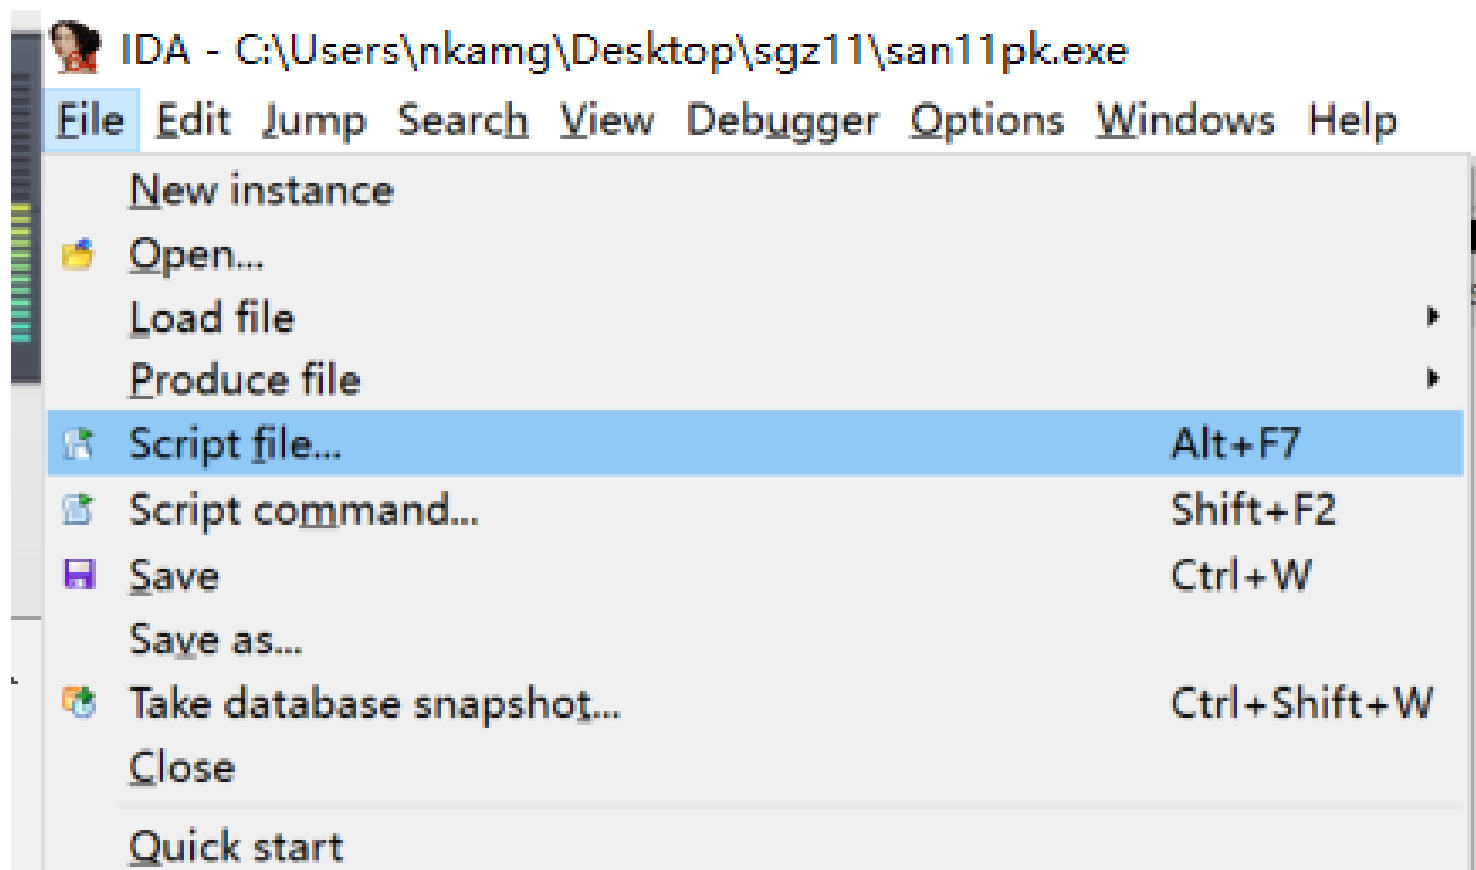 IDA - C:\Users\nkamg\Desktop\sgz11\san11pk.exe
File Edit Jump Search View Debugger Options Windows Help
New instance
Open...
Load file
Produce file
Script file... Alt+F7
Script command... Shift+F2
Save Ctrl+W
Save as...
Take database snapshot... Ctrl+Shift+W
Close
Quick start